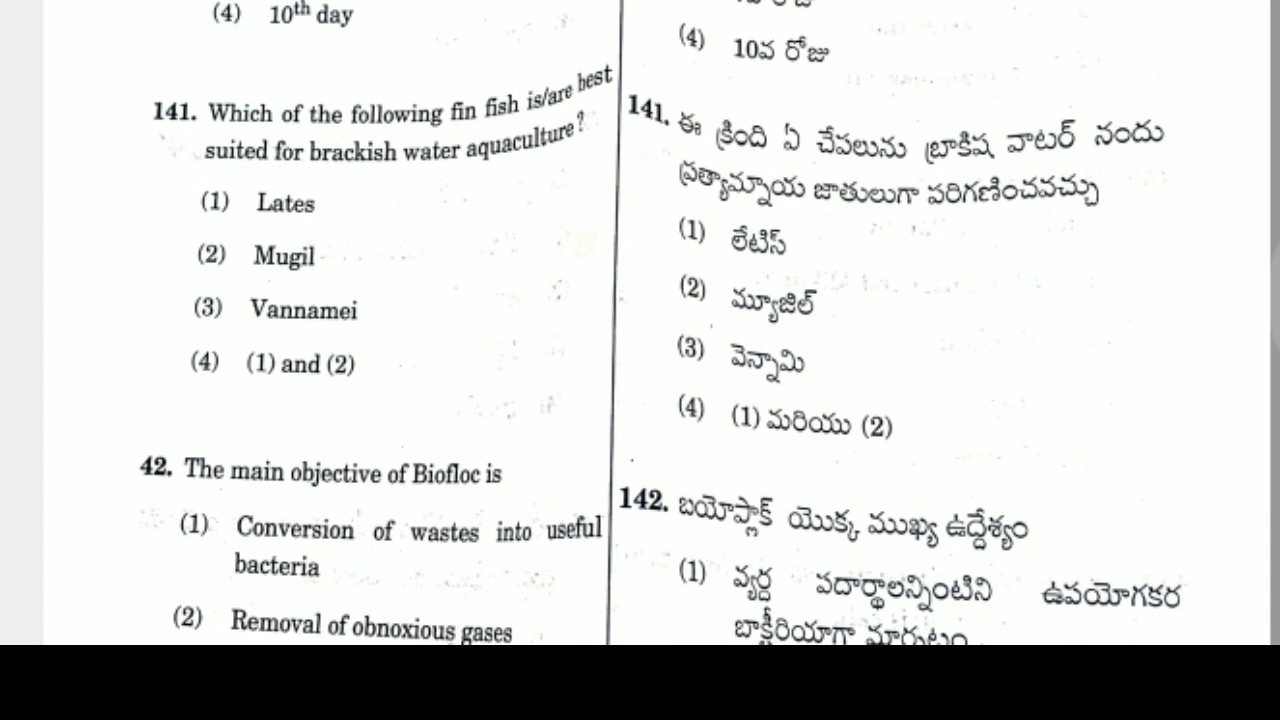 (4) 10th day
141. Which of the following fin fish is/are best
suited for brackish water aquaculture?
(1) Lates
(2) Mugil
(3) Vannamei
(4) (1) and (2)
42. The main objective of Biofloc is
(1) Conversion of wastes into useful
bacteria
(2) Removal of obnoxious gases
(4) 10వ రోజు
141. ఈ క్రింది ఏ చేపలును బ్రాకిష వాటర్ నందు
ప్రత్యామ్నాయ జాతులుగా పరిగణించవచ్చు
(1) లేటిస్
(2) మ్యూజిల్
(3) వెన్నామి
(4) (1) మరియు (2)
142. బయోప్లాక్ యొక్క ముఖ్య ఉద్దేశ్యం
(1) వ్యర్ధ పదార్థాలన్నింటిని ఉపయోగకర
బాక్టీరియాగా మార్చటం